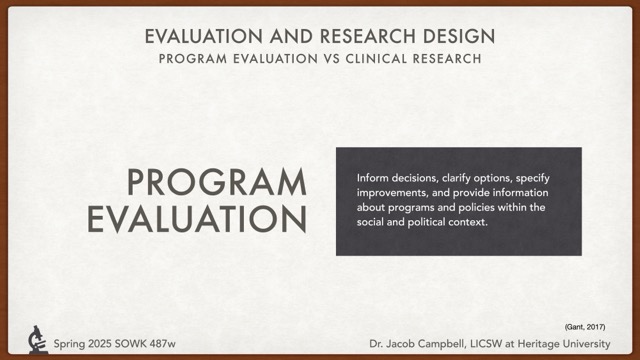 EVALUATION AND RESEARCH DESIGN
PROGRAM EVALUATION VS CLINICAL RESEARCH
PROGRAM
EVALUATION
Inform decisions, clarify options, specify
improvements, and provide information
about programs and policies within the
social and political context.
(Gant, 2017)
Spring 2025 SOWK 487w
Dr. Jacob Campbell, LICSW at Heritage University